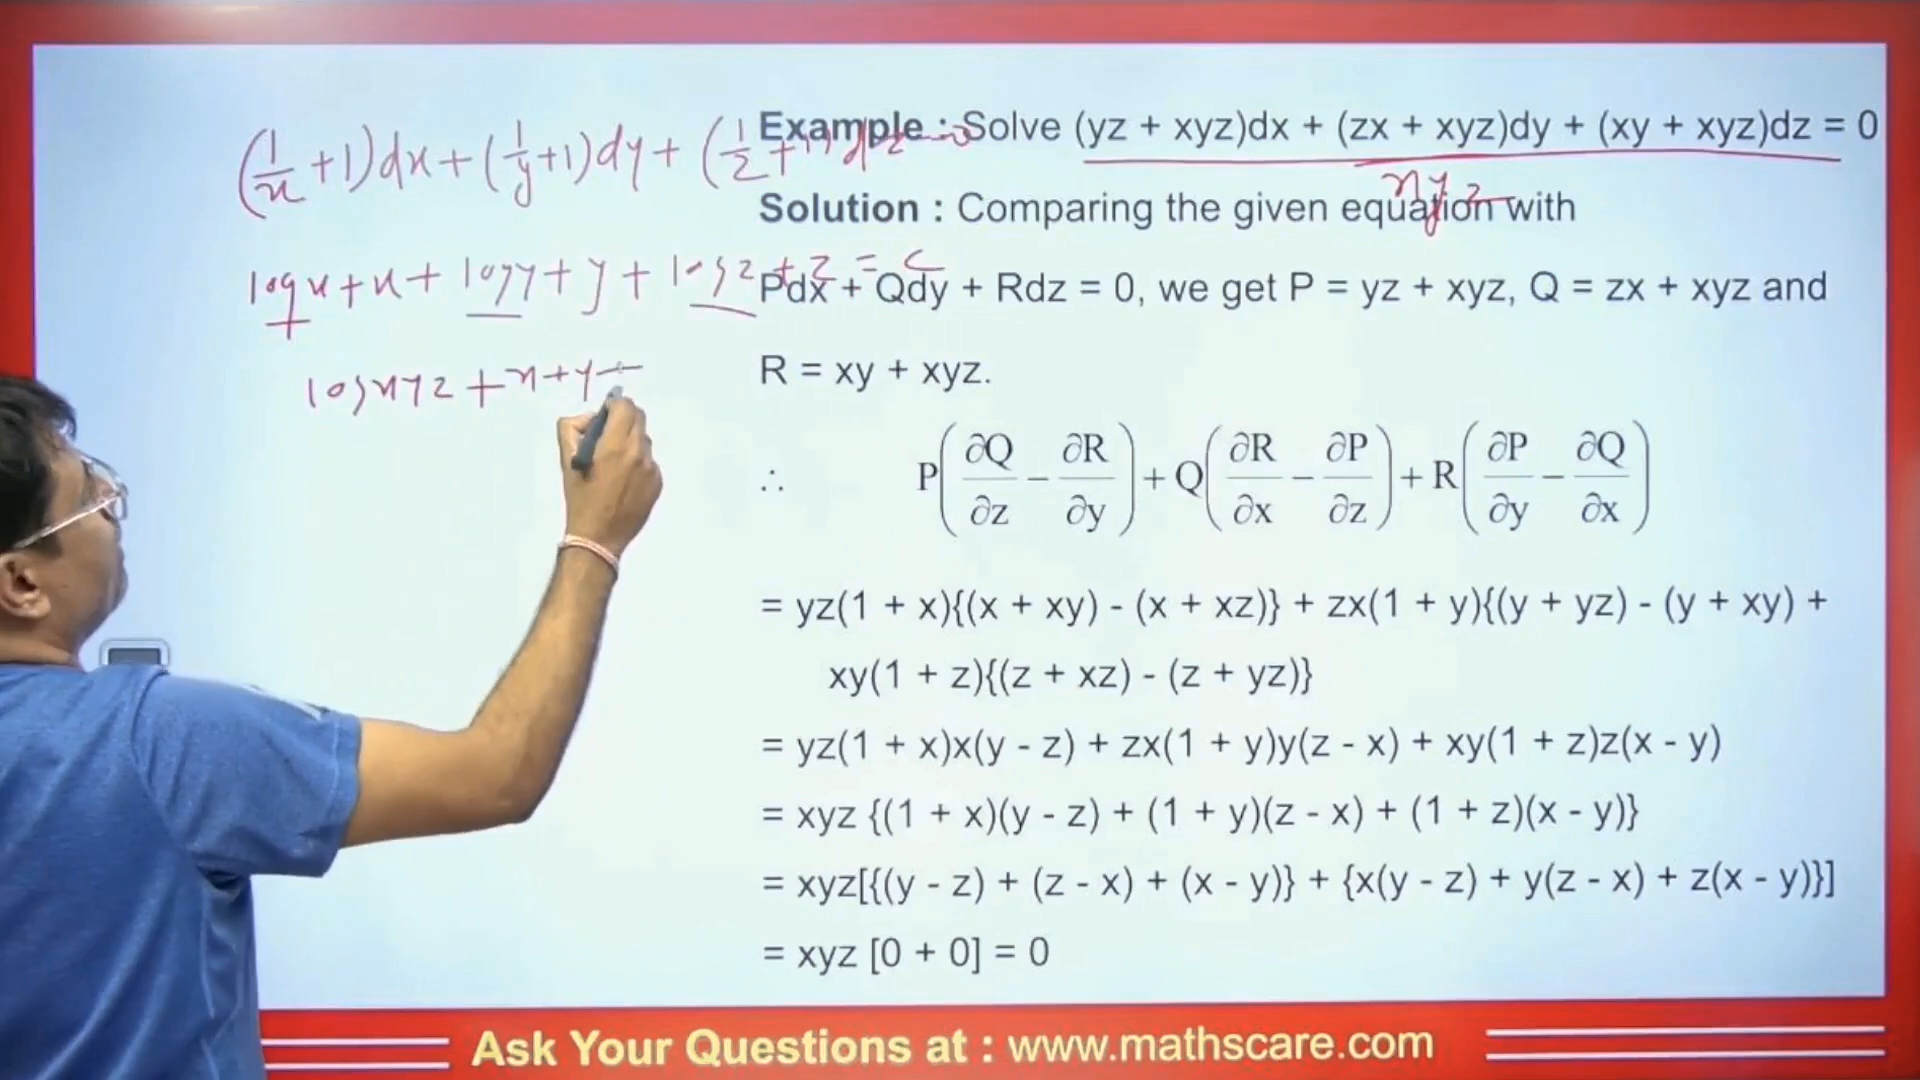 Example : Solve (yz + xyz)dx + (zx + xyz)dy + (xy + xyz)dz = 0
xyz
Solution : Comparing the given equation with
Pdx + Qdy + Rdz = 0, we get P = yz + xyz, Q = zx + xyz and
R = xy + xyz.
∴ P(∂Q/∂z − ∂R/∂y) + Q(∂R/∂x − ∂P/∂z) + R(∂P/∂y − ∂Q/∂x)
= yz(1 + x){(x + xy) - (x + xz)} + zx(1 + y){(y + yz) - (y + xy) +
xy(1 + z){(z + xz) - (z + yz)}
= yz(1 + x)x(y - z) + zx(1 + y)y(z - x) + xy(1 + z)z(x - y)
= xyz {(1 + x)(y - z) + (1 + y)(z - x) + (1 + z)(x - y)}
= xyz[{(y - z) + (z - x) + (x - y)} + {x(y - z) + y(z - x) + z(x - y)}]
= xyz [0 + 0] = 0
(1/x + 1)dx + (1/y + 1)dy + (1/z + 1)dz = 0
log x + x + log y + y + log z + z = c
log xyz + x + y +
Ask Your Questions at : www.mathscare.com